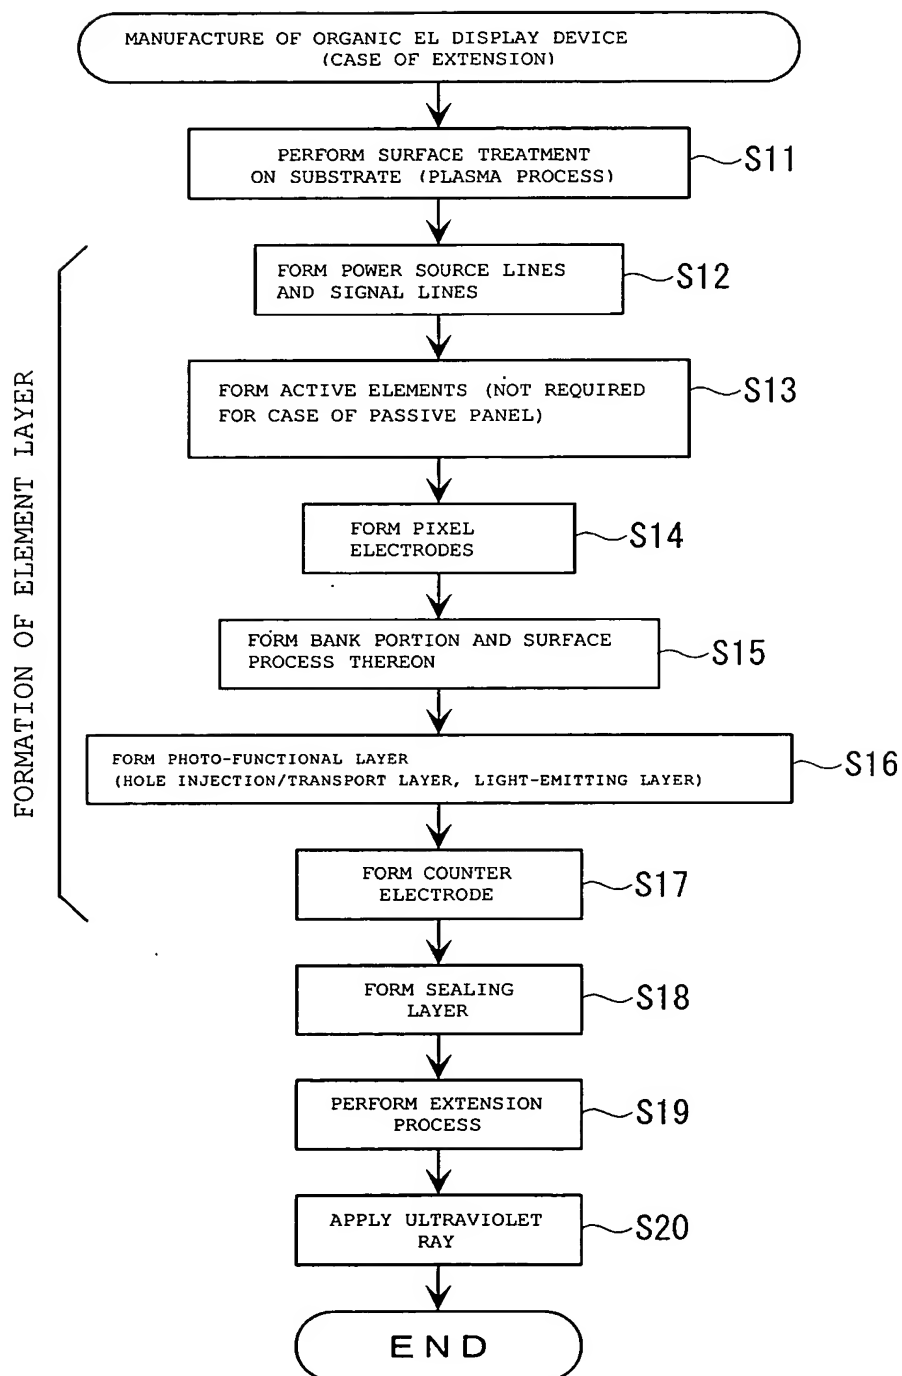 MANUFACTURE OF ORGANIC EL DISPLAY DEVICE
(CASE OF EXTENSION)
PERFORM SURFACE TREATMENT
ON SUBSTRATE (PLASMA PROCESS)
S11
FORMATION OF ELEMENT LAYER
FORM POWER SOURCE LINES
AND SIGNAL LINES
S12
FORM ACTIVE ELEMENTS (NOT REQUIRED
FOR CASE OF PASSIVE PANEL)
S13
FORM PIXEL
ELECTRODES
S14
FORM BANK PORTION AND SURFACE
PROCESS THEREON
S15
FORM PHOTO-FUNCTIONAL LAYER
(HOLE INJECTION/TRANSPORT LAYER, LIGHT-EMITTING LAYER)
S16
FORM COUNTER
ELECTRODE
S17
FORM SEALING
LAYER
S18
PERFORM EXTENSION
PROCESS
S19
APPLY ULTRAVIOLET
RAY
S20
END